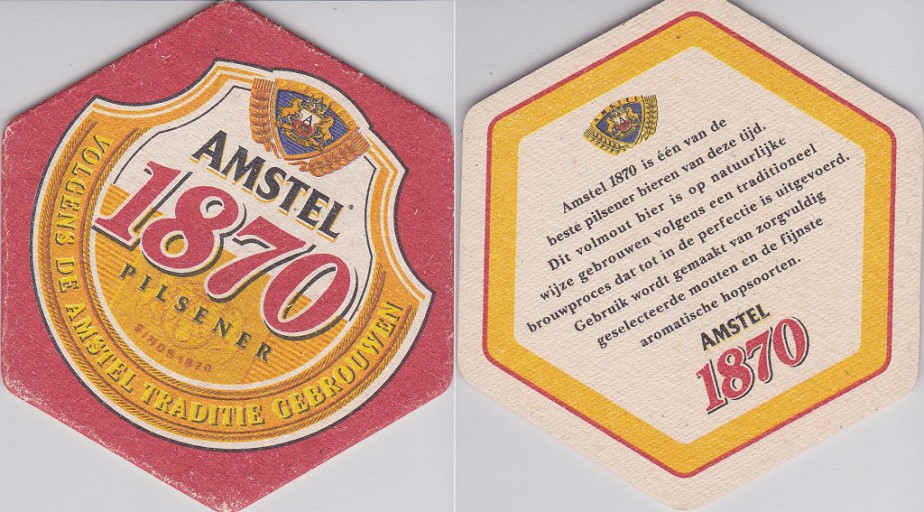 AMSTEL
1870
PILSENER
SINDS 1870
VOLGENS DE AMSTEL TRADITIE GEBROUWEN
Amstel 1870 is één van de
beste pilsener bieren van deze tijd.
Dit volmout bier is op natuurlijke
wijze gebrouwen volgens een traditioneel
brouwproces dat tot in de perfectie is uitgevoerd.
Gebruik wordt gemaakt van zorgvuldig
geselecteerde mouten en de fijnste
aromatische hopsoorten.
AMSTEL
1870